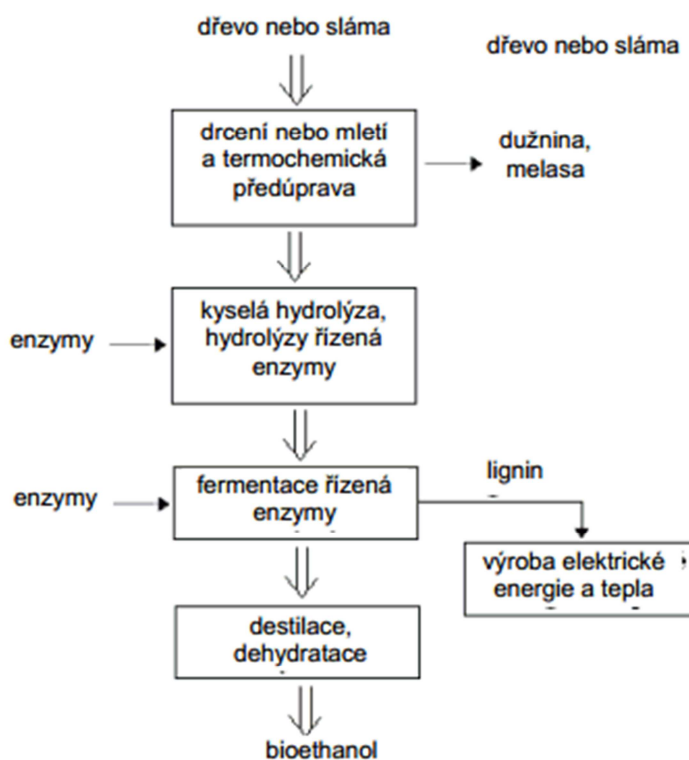 dřevo nebo sláma
dřevo nebo sláma
drcení nebo mletí
a termochemická
předúprava
dužnina,
melasa
enzymy
kyselá hydrolýza,
hydrolýzy řízená
enzymy
enzymy
fermentace řízená
enzymy
lignin
výroba elektrické
energie a tepla
destilace,
dehydratace
bioethanol